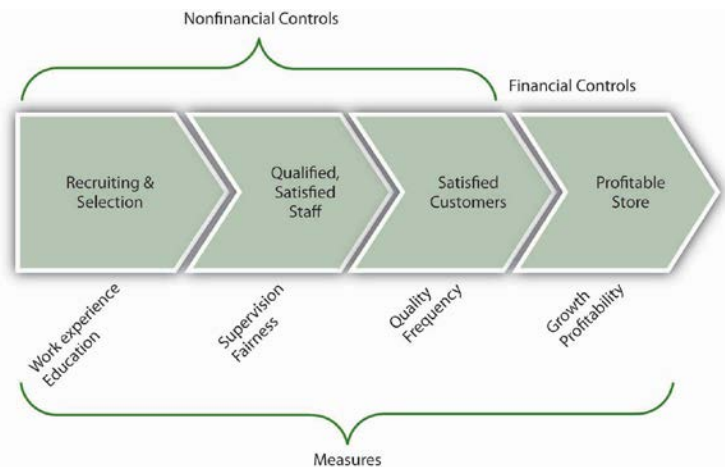 Nonfinancial Controls
Financial Controls
Recruiting &
Selection
Qualified,
Satisfied
Staff
Satisfied
Customers
Profitable
Store
Work experience
Education
Supervision
Fairness
Quality
Frequency
Growth
Profitability
Measures